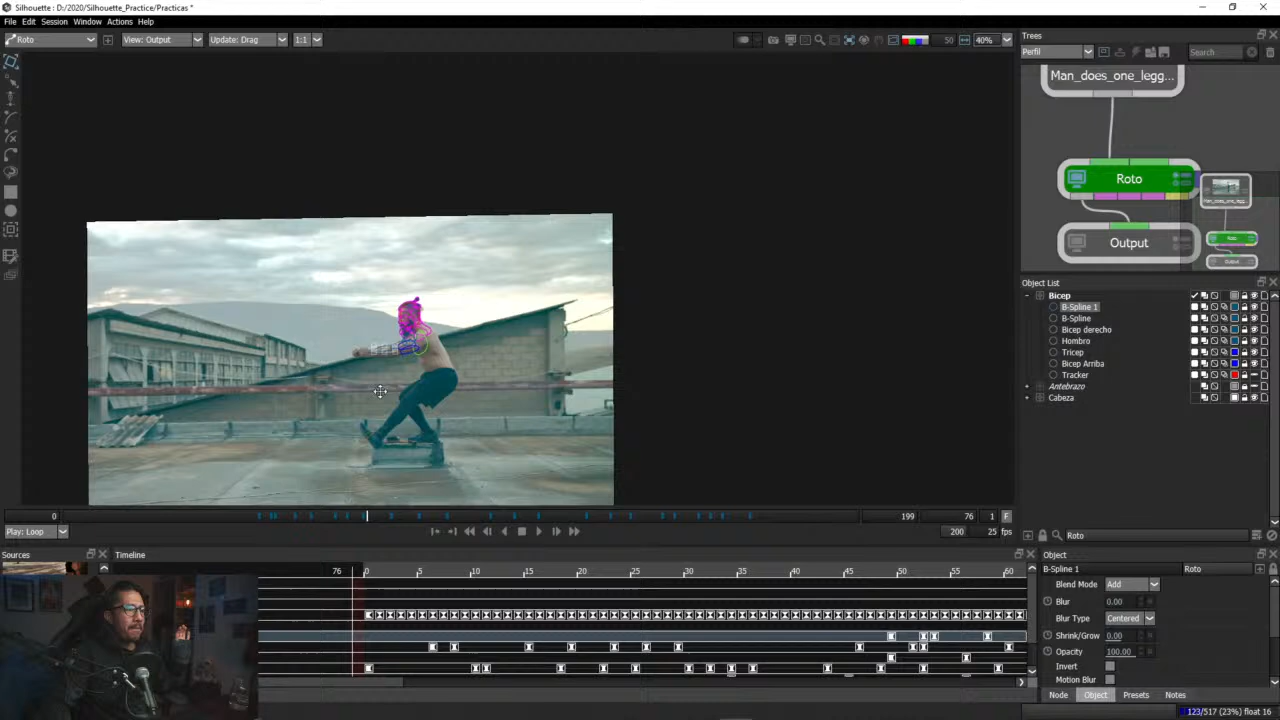 Silhouette : D:/2020/Silhouette_Practice/Practicas *
File Edit Session Window Actions Help
Roto View: Output Update: Drag 1:1 50 40%
Trees
Perfil Search
Man_does_one_legg...
Roto
Output
Object List
Bicep
B-Spline 1
B-Spline
Bicep derecho
Hombro
Tricep
Bicep Arriba
Tracker
Antebrazo
Cabeza
0 199 76 1 F
Play: Loop 200 25 fps
Roto
Sources Timeline Object
76 0 5 10 15 20 25 30 35 40 45 50 55 60
B-Spline 1 Roto
Blend Mode Add
Blur 0.00
Blur Type Centered
Shrink/Grow 0.00
Opacity 100.00
Invert
Motion Blur
Node Object Presets Notes
123/517 (23%) float 16